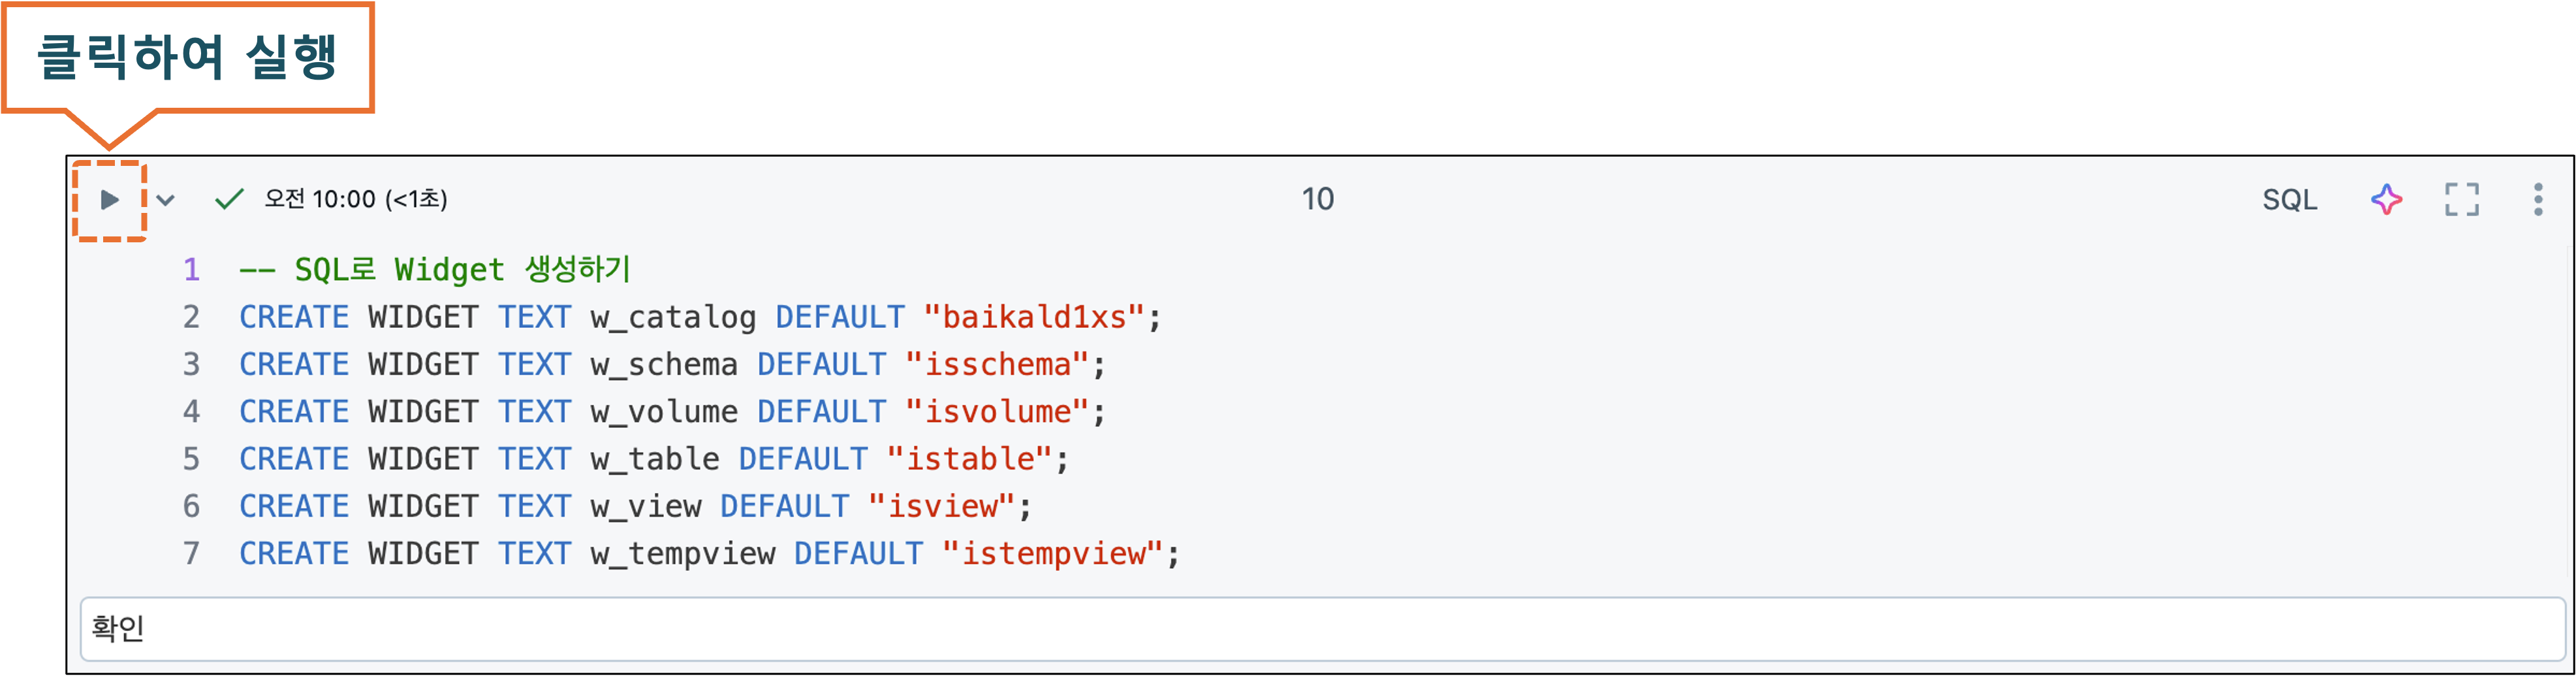 클릭하여 실행
오전 10:00 (<1초)
10
SQL
1 -- SQL로 Widget 생성하기
2 CREATE WIDGET TEXT w_catalog DEFAULT "baikald1xs";
3 CREATE WIDGET TEXT w_schema DEFAULT "isschema";
4 CREATE WIDGET TEXT w_volume DEFAULT "isvolume";
5 CREATE WIDGET TEXT w_table DEFAULT "istable";
6 CREATE WIDGET TEXT w_view DEFAULT "isview";
7 CREATE WIDGET TEXT w_tempview DEFAULT "istempview";
확인